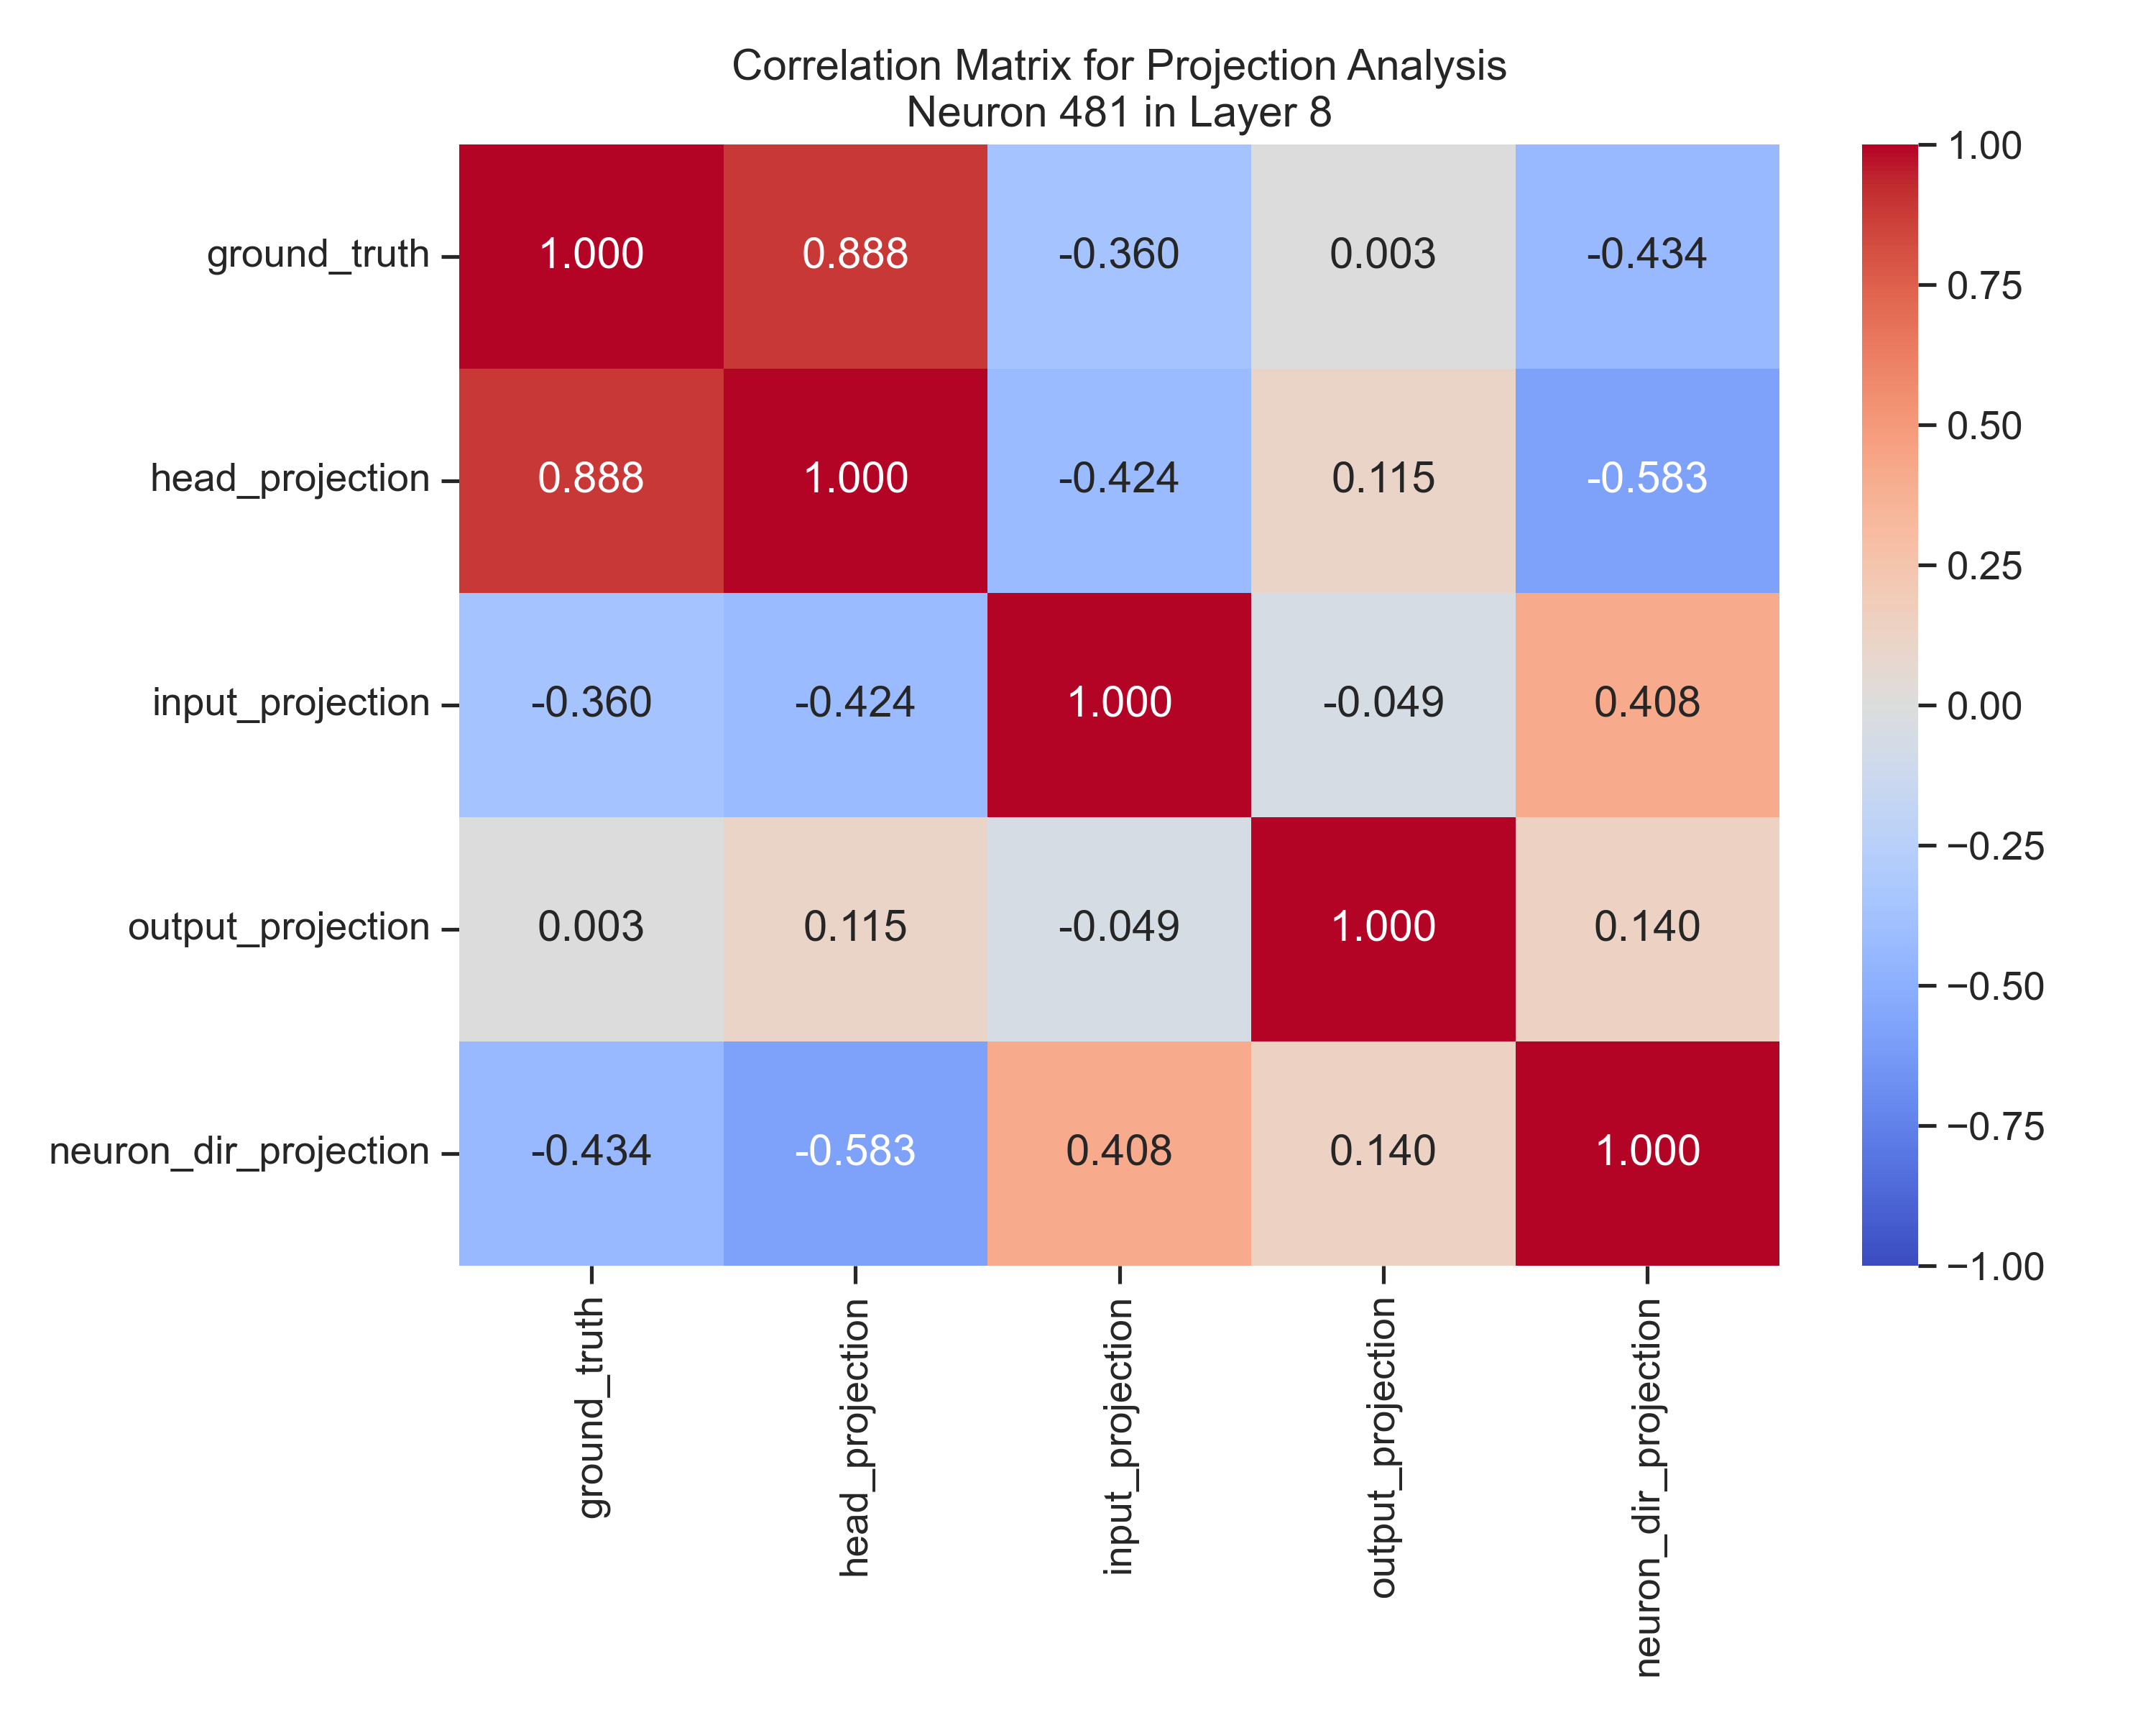 Correlation Matrix for Projection Analysis
Neuron 481 in Layer 8
ground_truth 1.000 0.888 -0.360 0.003 -0.434
head_projection 0.888 1.000 -0.424 0.115 -0.583
input_projection -0.360 -0.424 1.000 -0.049 0.408
output_projection 0.003 0.115 -0.049 1.000 0.140
neuron_dir_projection -0.434 -0.583 0.408 0.140 1.000
ground_truth
head_projection
input_projection
output_projection
neuron_dir_projection
1.00
0.75
0.50
0.25
0.00
−0.25
−0.50
−0.75
−1.00